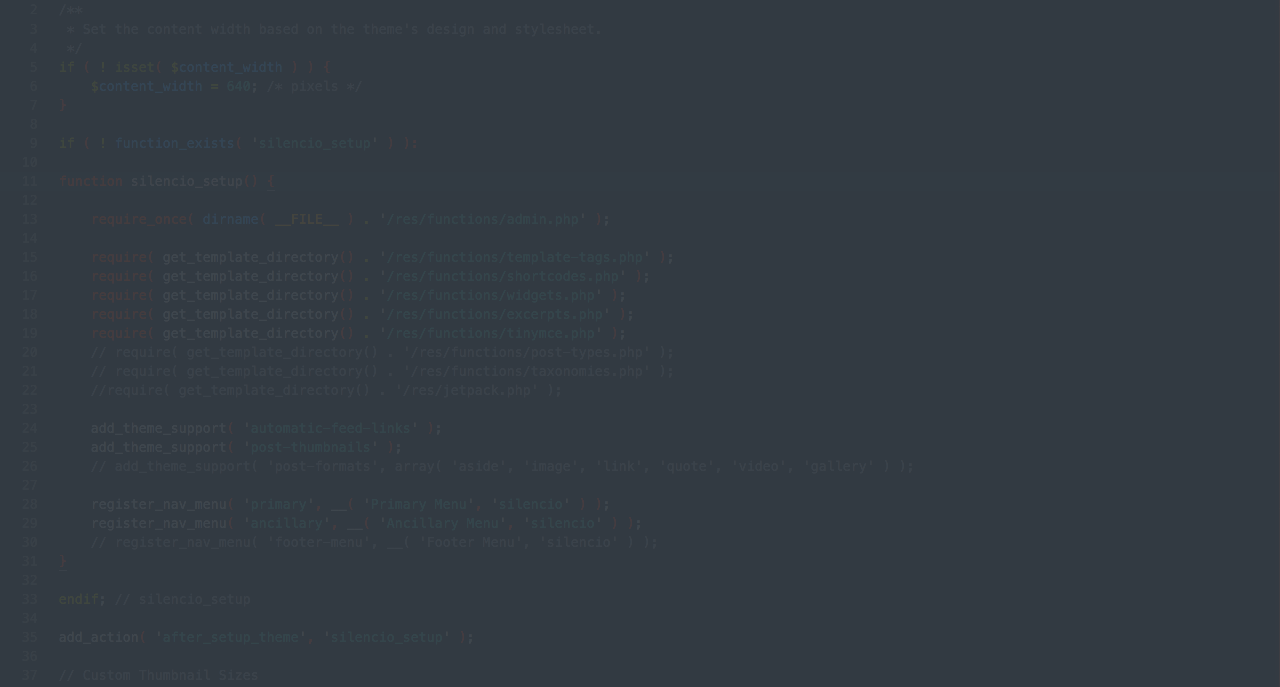 2 /**
3 * Set the content width based on the theme's design and stylesheet.
4 */
5 if ( ! isset( $content_width ) ) {
6 $content_width = 640; /* pixels */
7 }
8
9 if ( ! function_exists( 'silencio_setup' ) ):
10
11 function silencio_setup() {
12
13 require_once( dirname( __FILE__ ) . '/res/functions/admin.php' );
14
15 require( get_template_directory() . '/res/functions/template-tags.php' );
16 require( get_template_directory() . '/res/functions/shortcodes.php' );
17 require( get_template_directory() . '/res/functions/widgets.php' );
18 require( get_template_directory() . '/res/functions/excerpts.php' );
19 require( get_template_directory() . '/res/functions/tinymce.php' );
20 // require( get_template_directory() . '/res/functions/post-types.php' );
21 // require( get_template_directory() . '/res/functions/taxonomies.php' );
22 //require( get_template_directory() . '/res/jetpack.php' );
23
24 add_theme_support( 'automatic-feed-links' );
25 add_theme_support( 'post-thumbnails' );
26 // add_theme_support( 'post-formats', array( 'aside', 'image', 'link', 'quote', 'video', 'gallery' ) );
27
28 register_nav_menu( 'primary', __( 'Primary Menu', 'silencio' ) );
29 register_nav_menu( 'ancillary', __( 'Ancillary Menu', 'silencio' ) );
30 // register_nav_menu( 'footer-menu', __( 'Footer Menu', 'silencio' ) );
31 }
32
33 endif; // silencio_setup
34
35 add_action( 'after_setup_theme', 'silencio_setup' );
36
37 // Custom Thumbnail Sizes